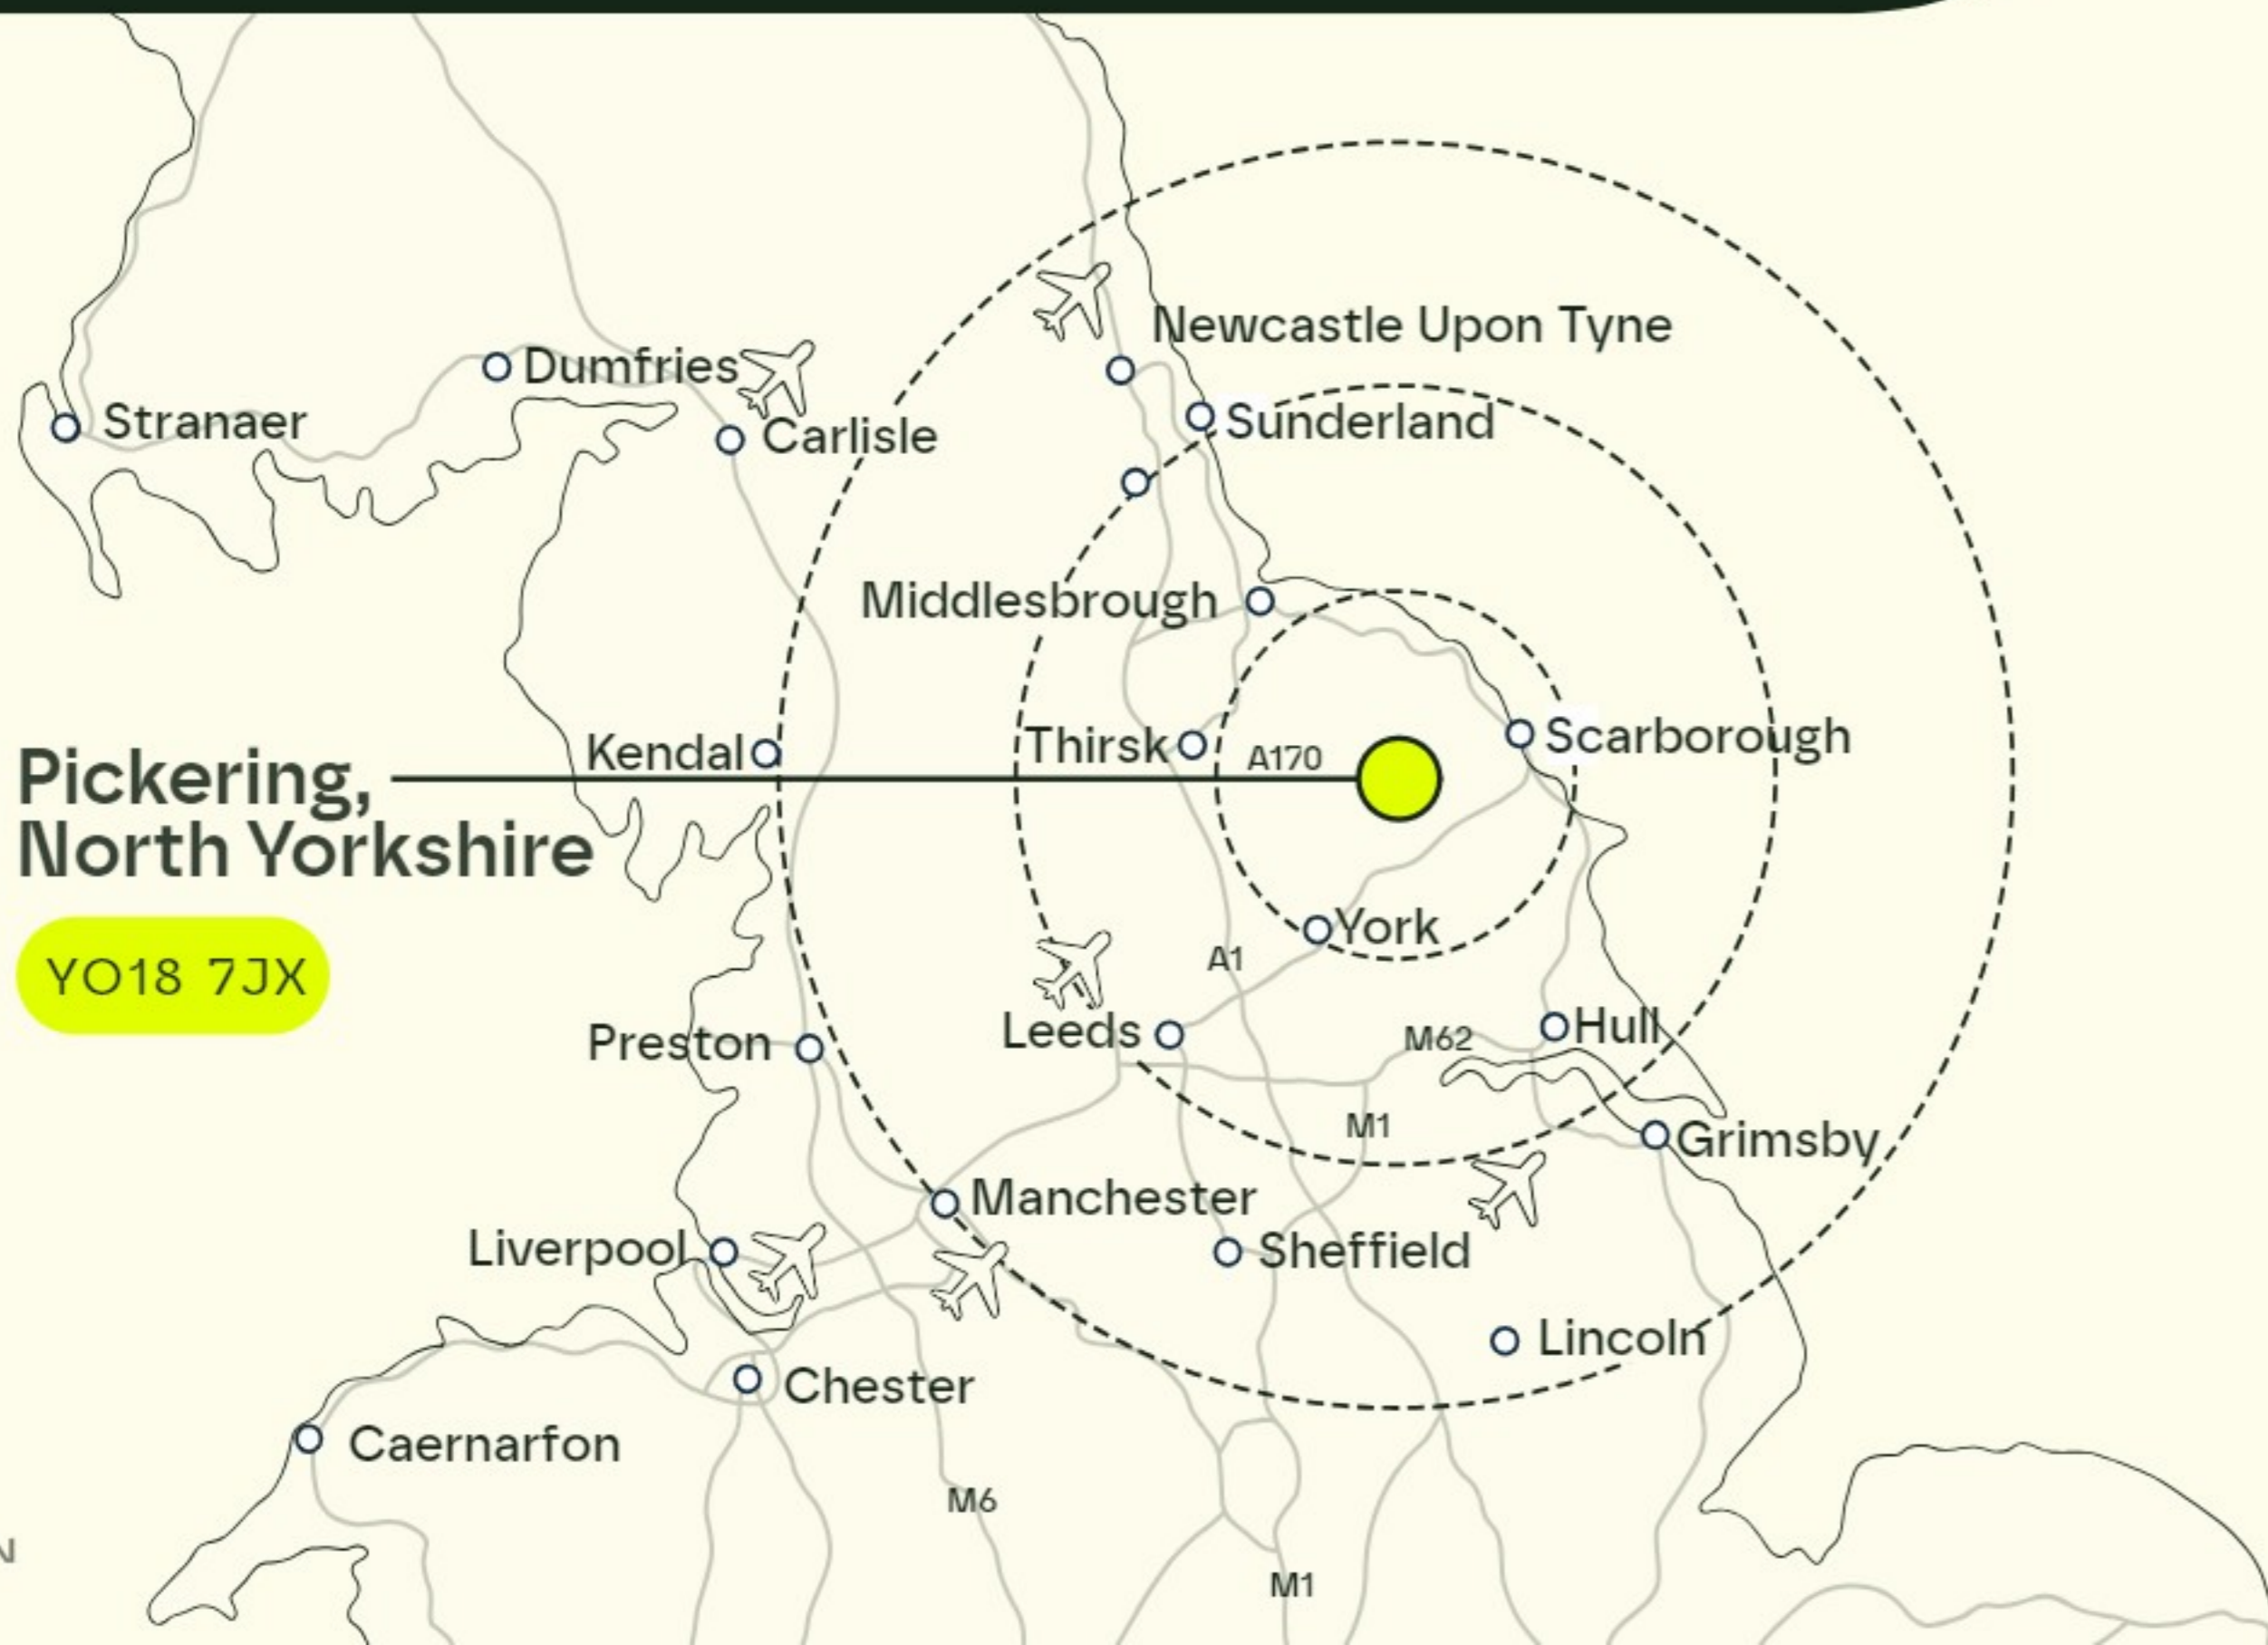 Newcastle Upon Tyne
Dumfries
Stranaer
Carlisle
Sunderland
Middlesbrough
Scarborough
Kendal
Thirsk
A170
Pickering,
North Yorkshire
YO18 7JX
York
A1
Preston
Leeds
M62
Hull
M1
Grimsby
Manchester
Liverpool
Sheffield
Lincoln
Chester
Caernarfon
M6
N
M1